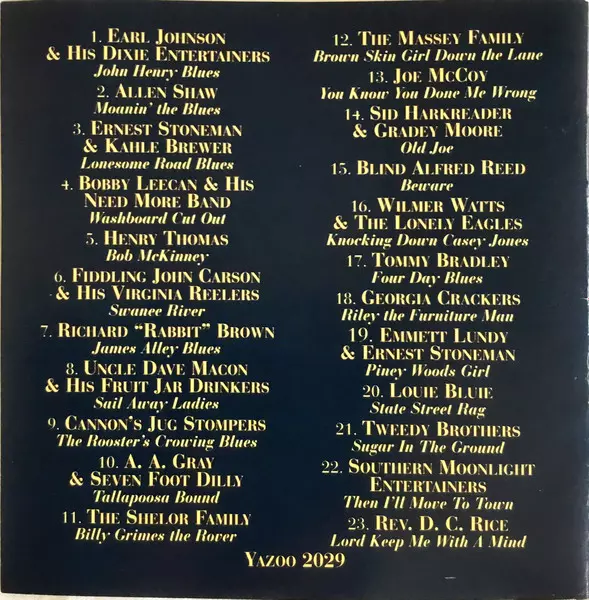 1. Earl Johnson
& His Dixie Entertainers
John Henry Blues
2. Allen Shaw
Moanin' the Blues
3. Ernest Stoneman
& Kahle Brewer
Lonesome Road Blues
4. Bobby Leecan & His
Need More Band
Washboard Cut Out
5. Henry Thomas
Bob McKinney
6. Fiddling John Carson
& His Virginia Reelers
Swanee River
7. Richard "Rabbit" Brown
James Alley Blues
8. Uncle Dave Macon
& His Fruit Jar Drinkers
Sail Away Ladies
9. Cannon's Jug Stompers
The Rooster's Crowing Blues
10. A. A. Gray
& Seven Foot Dilly
Tallapoosa Bound
11. The Shelor Family
Billy Grimes the Rover
12. The Massey Family
Brown Skin Girl Down the Lane
13. Joe McCoy
You Know You Done Me Wrong
14. Sid Harkreader
& Gradey Moore
Old Joe
15. Blind Alfred Reed
Beware
16. Wilmer Watts
& The Lonely Eagles
Knocking Down Casey Jones
17. Tommy Bradley
Four Day Blues
18. Georgia Crackers
Riley the Furniture Man
19. Emmett Lundy
& Ernest Stoneman
Piney Woods Girl
20. Louie Bluie
State Street Rag
21. Tweedy Brothers
Sugar In The Ground
22. Southern Moonlight
Entertainers
Then I'll Move To Town
23. Rev. D. C. Rice
Lord Keep Me With A Mind
Yazoo 2029